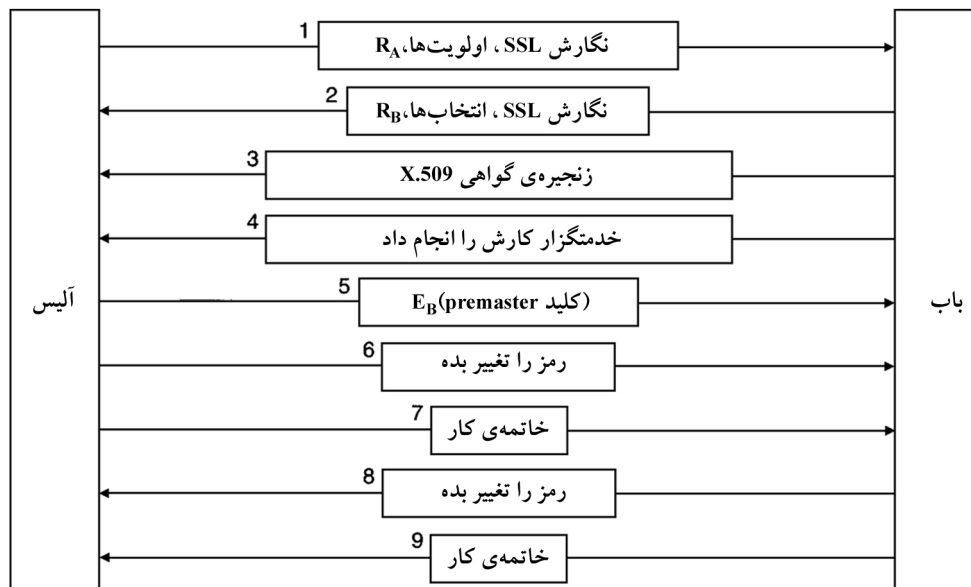 1
نگارش SSL ، اولویت‌ها،RA
2
نگارش SSL ، انتخاب‌ها،RB
3
زنجیره‌ی گواهی X.509
4
خدمتگزار کارش را انجام داد
آلیس
باب
5
EB(premaster کلید)
6
رمز را تغییر بده
7
خاتمه‌ی کار
8
رمز را تغییر بده
9
خاتمه‌ی کار